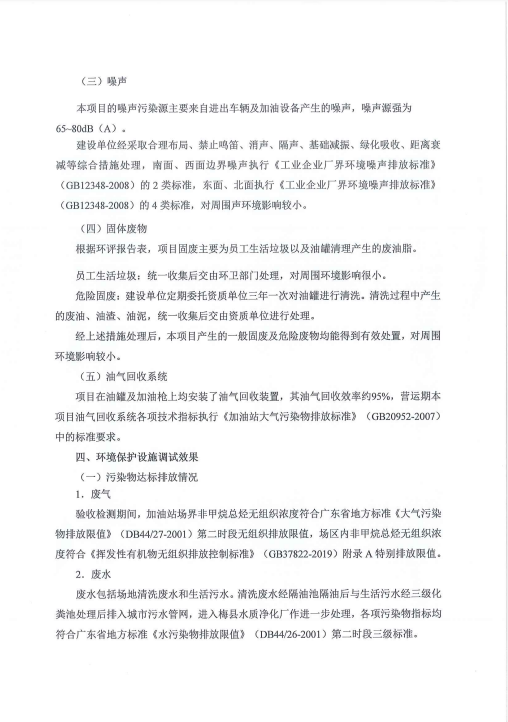 （三）噪声
本项目的噪声污染源主要来自进出车辆及加油设备产生的噪声，噪声源强为
65~80dB（A）。
建设单位经采取合理布局、禁止鸣笛、消声、隔声、基础减振、绿化吸收、距离衰
减等综合措施处理，南面、西面边界噪声执行《工业企业厂界环境噪声排放标准》
（GB12348-2008）的 2 类标准，东面、北面执行《工业企业厂界环境噪声排放标准》
（GB12348-2008）的 4 类标准，对周围声环境影响较小。
（四）固体废物
根据环评报告表，项目固废主要为员工生活垃圾以及油罐清理产生的废油脂。
员工生活垃圾：统一收集后交由环卫部门处理，对周围环境影响很小。
危险固废：建设单位定期委托资质单位三年一次对油罐进行清洗。清洗过程中产生
的废油、油渣、油泥，统一收集后交由资质单位进行处理。
经上述措施处理后，本项目产生的一般固废及危险废物均能得到有效处置，对周围
环境影响较小。
（五）油气回收系统
项目在油罐及加油枪上均安装了油气回收装置，其油气回收效率约95%，营运期本
项目油气回收系统各项技术指标执行《加油站大气污染物排放标准》（GB20952-2007）
中的标准要求。
四、环境保护设施调试效果
（一）污染物达标排放情况
1．废气
验收检测期间，加油站场界非甲烷总烃无组织浓度符合广东省地方标准《大气污染
物排放限值》（DB44/27-2001）第二时段无组织排放限值，场区内非甲烷总烃无组织浓
度符合《挥发性有机物无组织排放控制标准》（GB37822-2019）附录 A 特别排放限值。
2．废水
废水包括场地清洗废水和生活污水。清洗废水经隔油池隔油后与生活污水经三级化
粪池处理后排入城市污水管网，进入梅县水质净化厂作进一步处理，各项污染物指标均
符合广东省地方标准《水污染物排放限值》（DB44/26-2001）第二时段三级标准。